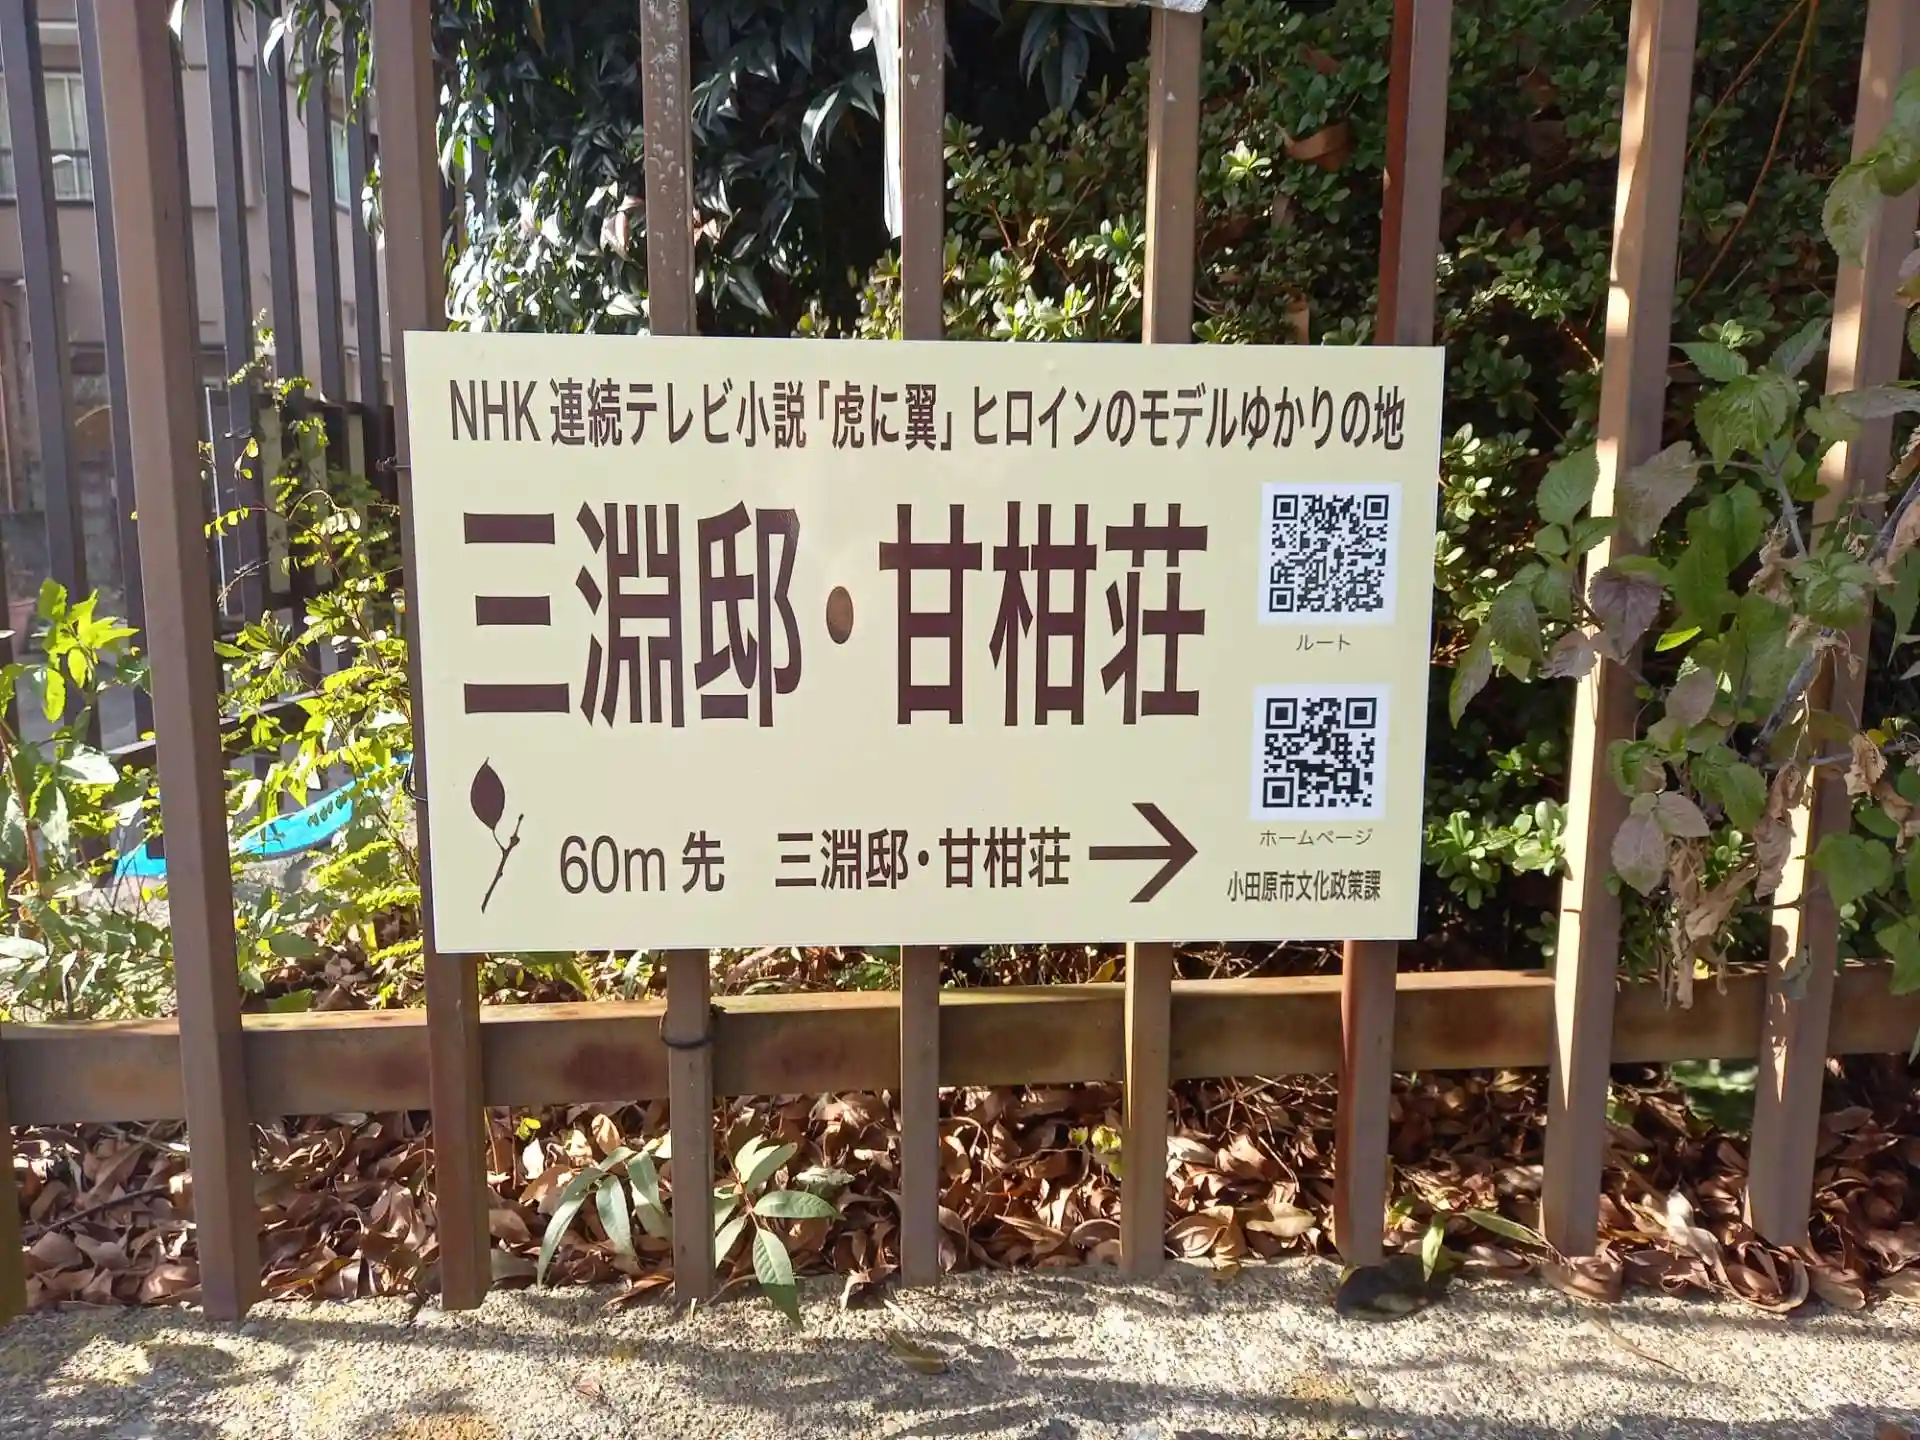 NHK 連続テレビ小説「虎に翼」ヒロインのモデルゆかりの地
三淵邸・甘柑荘
ルート
ホームページ
60m 先 三淵邸・甘柑荘→
小田原市文化政策課